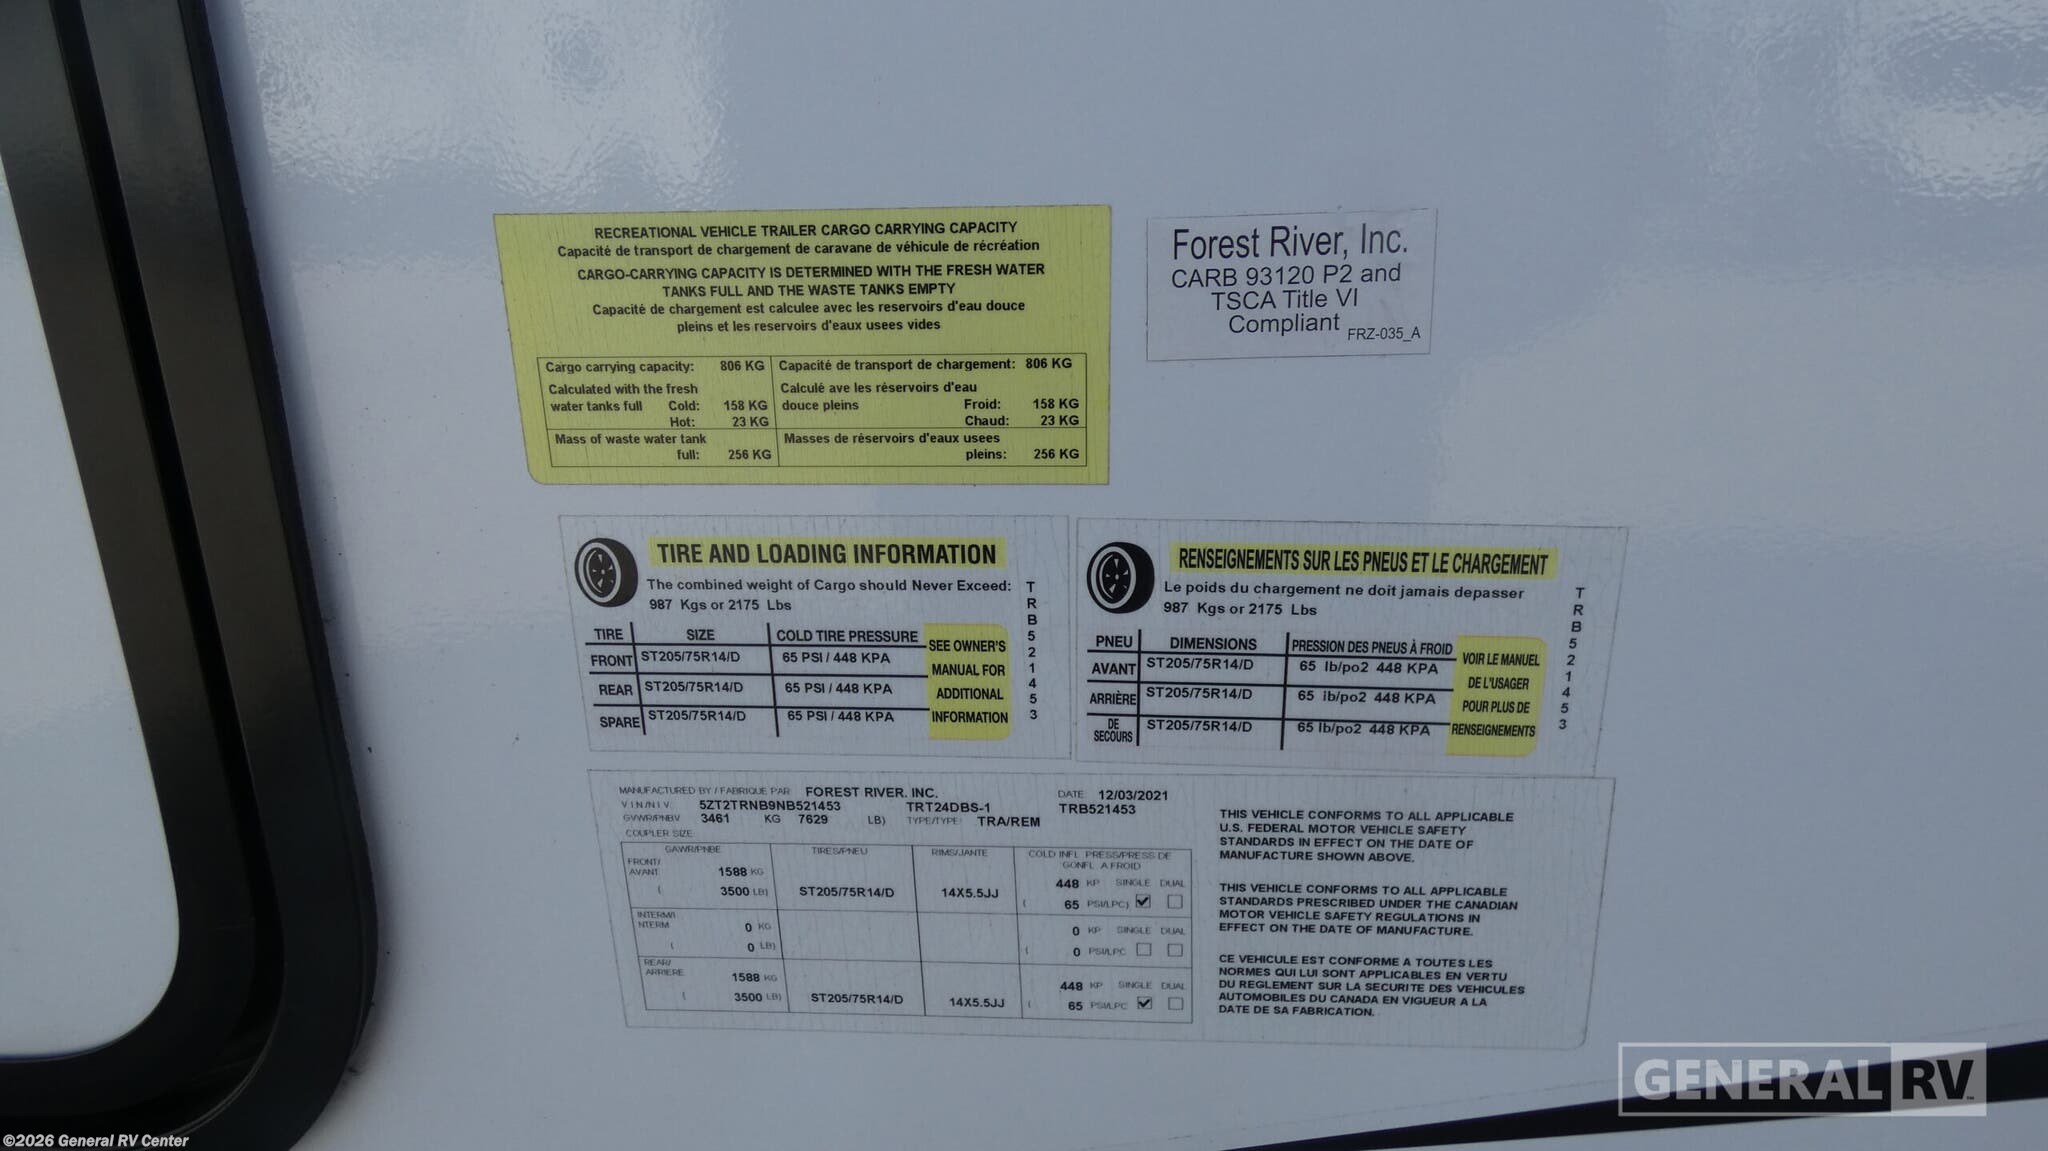 RECREATIONAL VEHICLE TRAILER CARGO CARRYING CAPACITY
Capacité de transport de chargement de caravane de véhicule de récréation
CARGO-CARRYING CAPACITY IS DETERMINED WITH THE FRESH WATER
TANKS FULL AND THE WASTE TANKS EMPTY
Capacité de chargement est calculee avec les reservoirs d'eau douce
pleins et les reservoirs d'eaux usees vides
Cargo carrying capacity: 806 KG
Calculated with the fresh
water tanks full Cold: 158 KG
Hot: 23 KG
Mass of waste water tank
full: 256 KG
Capacité de transport de chargement: 806 KG
Calculé ave les réservoirs d'eau
douce pleins Froid: 158 KG
Chaud: 23 KG
Masses de réservoirs d'eaux usees
pleins: 256 KG
Forest River, Inc.
CARB 93120 P2 and
TSCA Title VI
Compliant FRZ-035_A
TIRE AND LOADING INFORMATION
The combined weight of Cargo should Never Exceed:
987 Kgs or 2175 Lbs
TIRE SIZE COLD TIRE PRESSURE
FRONT ST205/75R14/D 65 PSI / 448 KPA
REAR ST205/75R14/D 65 PSI / 448 KPA
SPARE ST205/75R14/D 65 PSI / 448 KPA
SEE OWNER'S
MANUAL FOR
ADDITIONAL
INFORMATION
TRB521453
RENSEIGNEMENTS SUR LES PNEUS ET LE CHARGEMENT
Le poids du chargement ne doit jamais depasser
987 Kgs or 2175 Lbs
PNEU DIMENSIONS PRESSION DES PNEUS À FROID
AVANT ST205/75R14/D 65 lb/po2 448 KPA
ARRIÈRE ST205/75R14/D 65 ib/po2 448 KPA
DE
SECOURS ST205/75R14/D 65 lb/po2 448 KPA
VOIR LE MANUEL
DE L'USAGER
POUR PLUS DE
RENSEIGNEMENTS
TRB521453
MANUFACTURED BY / FABRIQUE PAR FOREST RIVER. INC. DATE 12/03/2021
V I N / N I V. 5ZT2TRNB9NB521453 TRT24DBS-1 TRB521453
GVWR/PNBV 3461 KG 7629 LB) TYPE/TYPE: TRA/REM
COUPLER SIZE
GAWR/PNBE TIRES/PNEU RIMS/JANTE COLD INFL PRESS/PRESS DE
GONFL A FROID
FRONT/
AVANT 1588 KG 448 KP SINGLE DUAL
( 3500 LB) ST205/75R14/D 14X5.5JJ ( 65 PSI/LPC)
INTERM/I
NTERM 0 KG 0 KP SINGLE DUAL
( 0 LB) ( 0 PSI/LPC
REAR/
ARRIERE 1588 KG 448 KP SINGLE DUAL
( 3500 LB) ST205/75R14/D 14X5.5JJ ( 65 PSI/LPC
THIS VEHICLE CONFORMS TO ALL APPLICABLE
U.S. FEDERAL MOTOR VEHICLE SAFETY
STANDARDS IN EFFECT ON THE DATE OF
MANUFACTURE SHOWN ABOVE.
THIS VEHICLE CONFORMS TO ALL APPLICABLE
STANDARDS PRESCRIBED UNDER THE CANADIAN
MOTOR VEHICLE SAFETY REGULATIONS IN
EFFECT ON THE DATE OF MANUFACTURE.
CE VEHICULE EST CONFORME A TOUTES LES
NORMES QUI LUI SONT APPLICABLES EN VERTU
DU REGLEMENT SUR LA SECURITE DES VEHICULES
AUTOMOBILES DU CANADA EN VIGUEUR A LA
DATE DE SA FABRICATION.
GENERAL RV
©2026 General RV Center